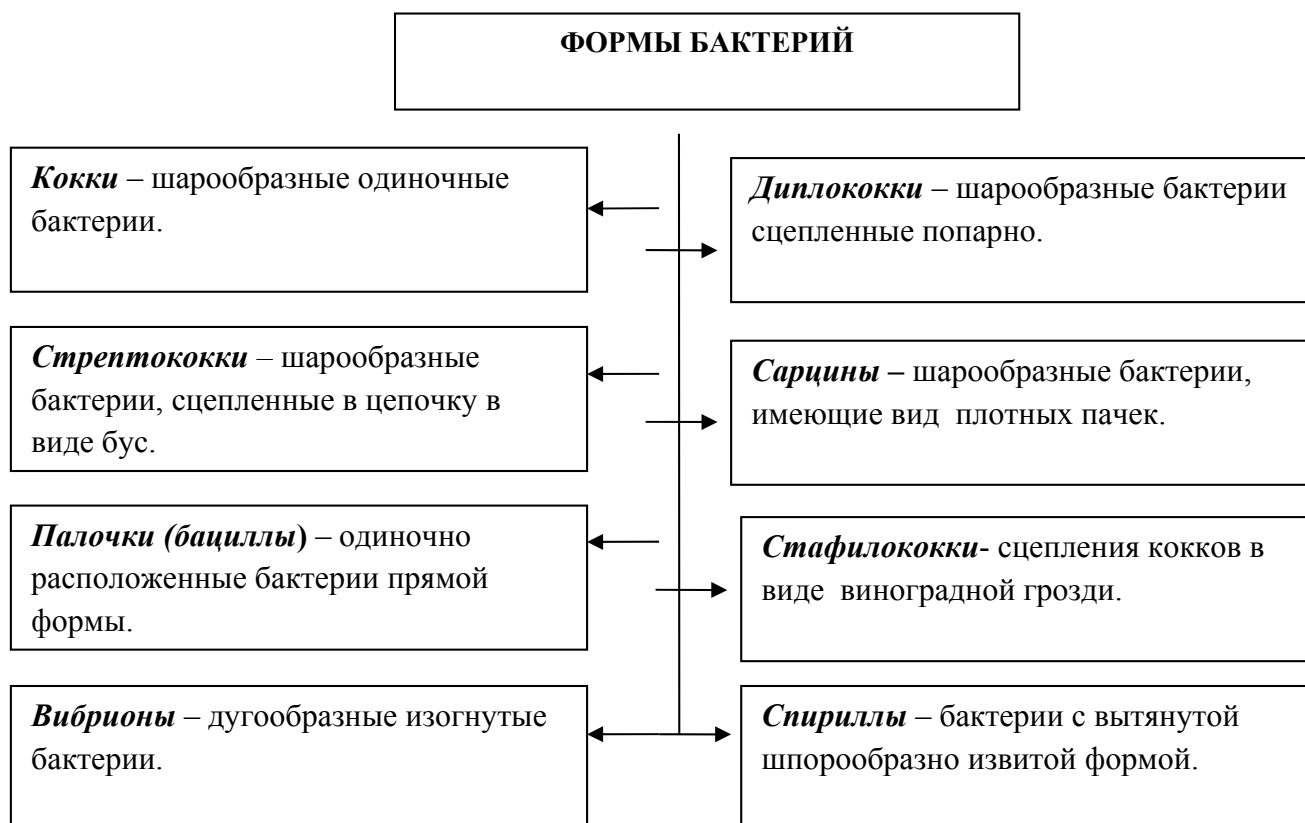 ФОРМЫ БАКТЕРИЙ
Кокки – шарообразные одиночные
бактерии.
Диплококки – шарообразные бактерии
сцепленные попарно.
Стрептококки – шарообразные
бактерии, сцепленные в цепочку в
виде бус.
Сарцины – шарообразные бактерии,
имеющие вид плотных пачек.
Палочки (бациллы) – одиночно
расположенные бактерии прямой
формы.
Стафилококки- сцепления кокков в
виде виноградной грозди.
Вибрионы – дугообразные изогнутые
бактерии.
Спириллы – бактерии с вытянутой
шпорообразно извитой формой.